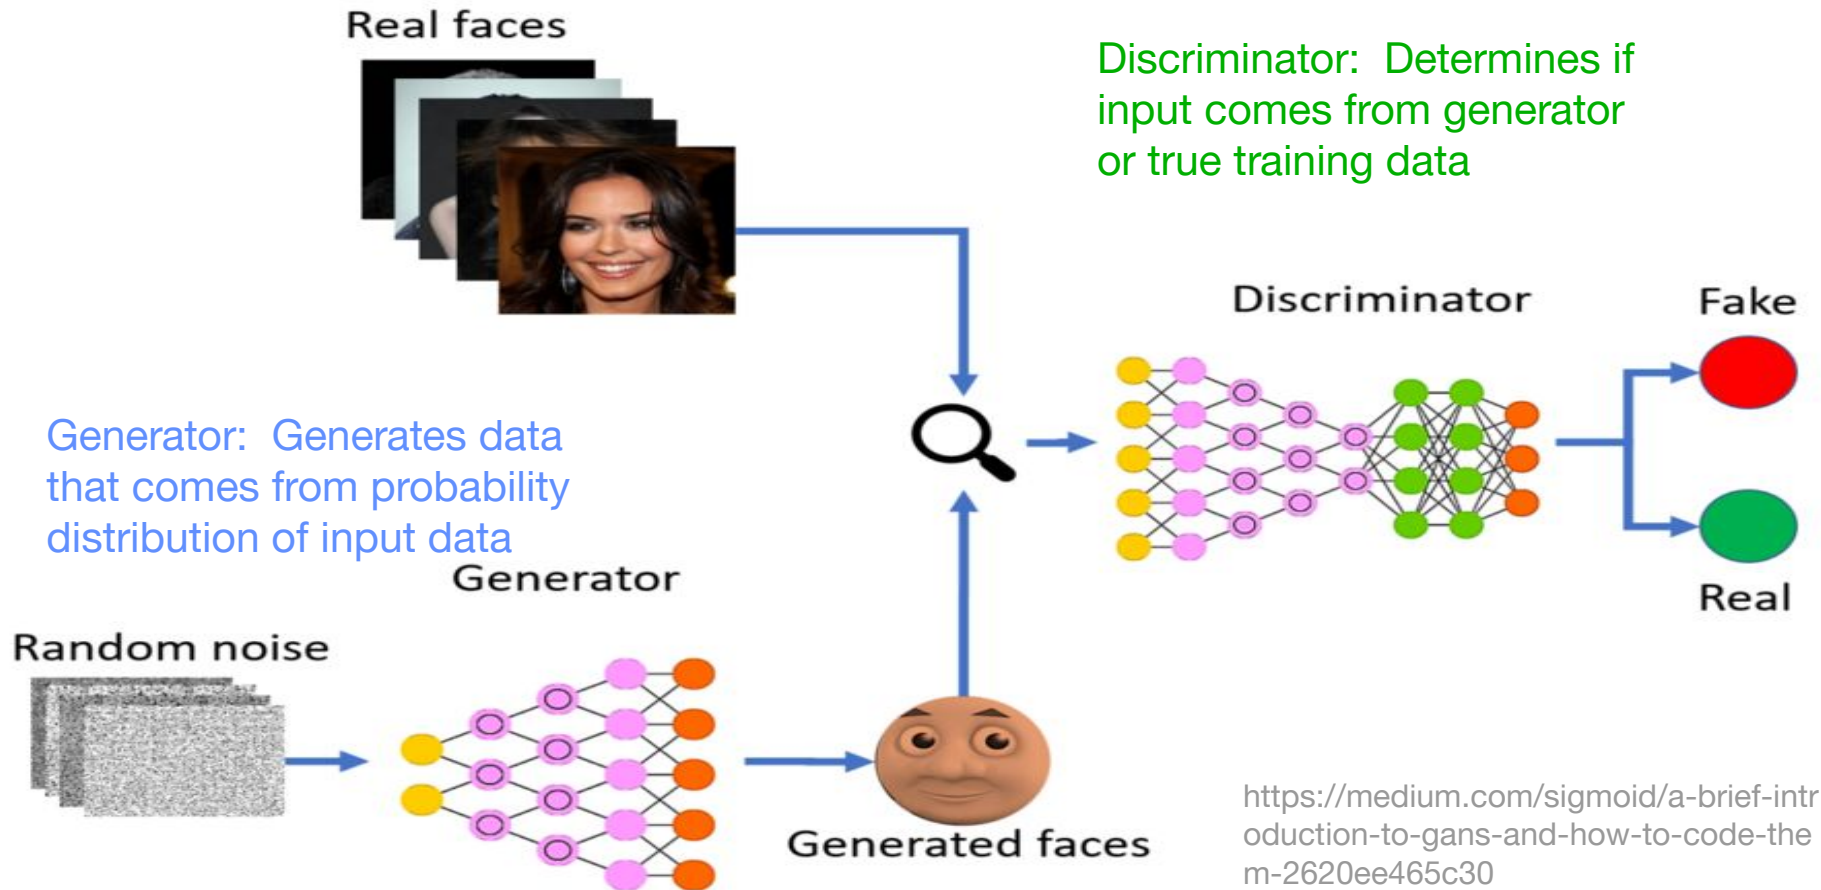 Real faces
Discriminator: Determines if
input comes from generator
or true training data
Discriminator
Fake
Generator: Generates data
that comes from probability
distribution of input data
Generator
Real
Random noise
Generated faces
https://medium.com/sigmoid/a-brief-intr
oduction-to-gans-and-how-to-code-the
m-2620ee465c30